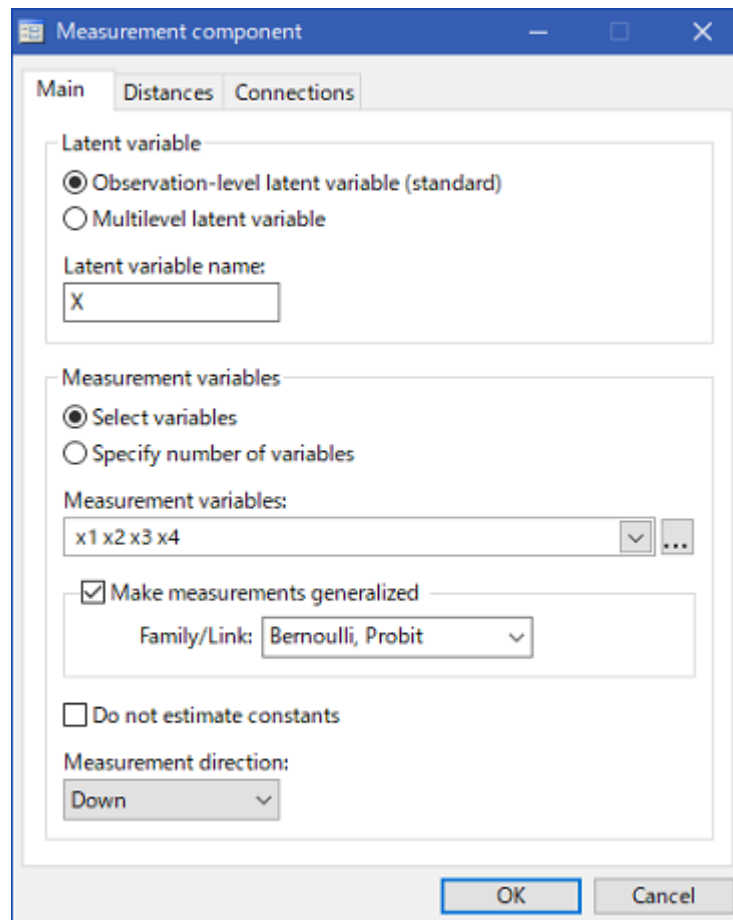 Measurement component
Main Distances Connections
Latent variable
Observation-level latent variable (standard)
Multilevel latent variable
Latent variable name:
X
Measurement variables
Select variables
Specify number of variables
Measurement variables:
x1 x2 x3 x4
...
Make measurements generalized
Family/Link: Bernoulli, Probit
Do not estimate constants
Measurement direction:
Down
OK Cancel